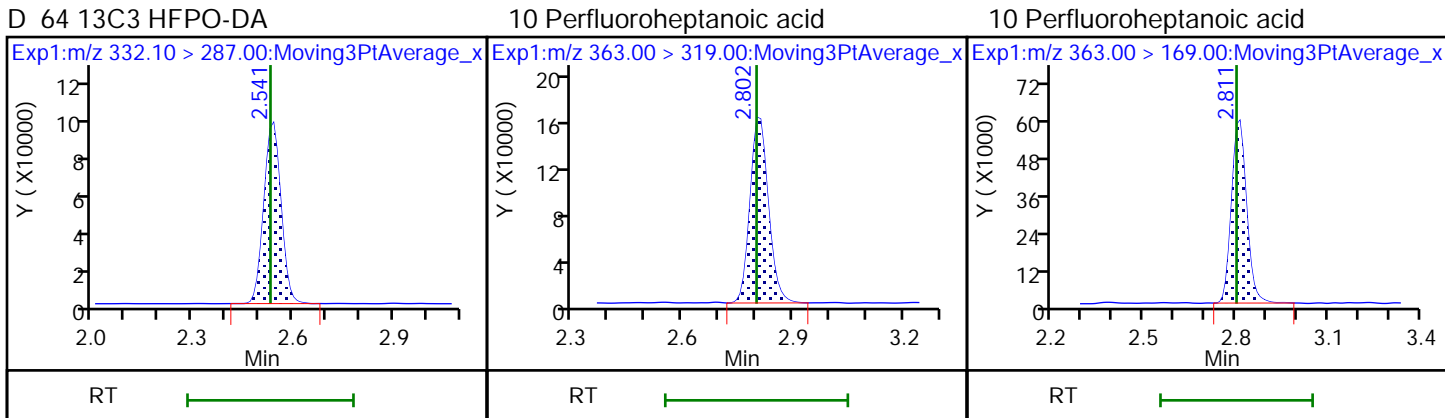 D 64 13C3 HFPO-DA
Exp1:m/z 332.10 > 287.00:Moving3PtAverage_x
Y ( X10000)
12
10
8
6
4
2
0
2.541
2.0 2.3 2.6 2.9
Min
RT
10 Perfluoroheptanoic acid
Exp1:m/z 363.00 > 319.00:Moving3PtAverage_x
Y ( X10000)
20
16
12
8
4
0
2.802
2.3 2.6 2.9 3.2
Min
RT
10 Perfluoroheptanoic acid
Exp1:m/z 363.00 > 169.00:Moving3PtAverage_x
Y ( X1000)
72
60
48
36
24
12
0
2.811
2.2 2.5 2.8 3.1 3.4
Min
RT